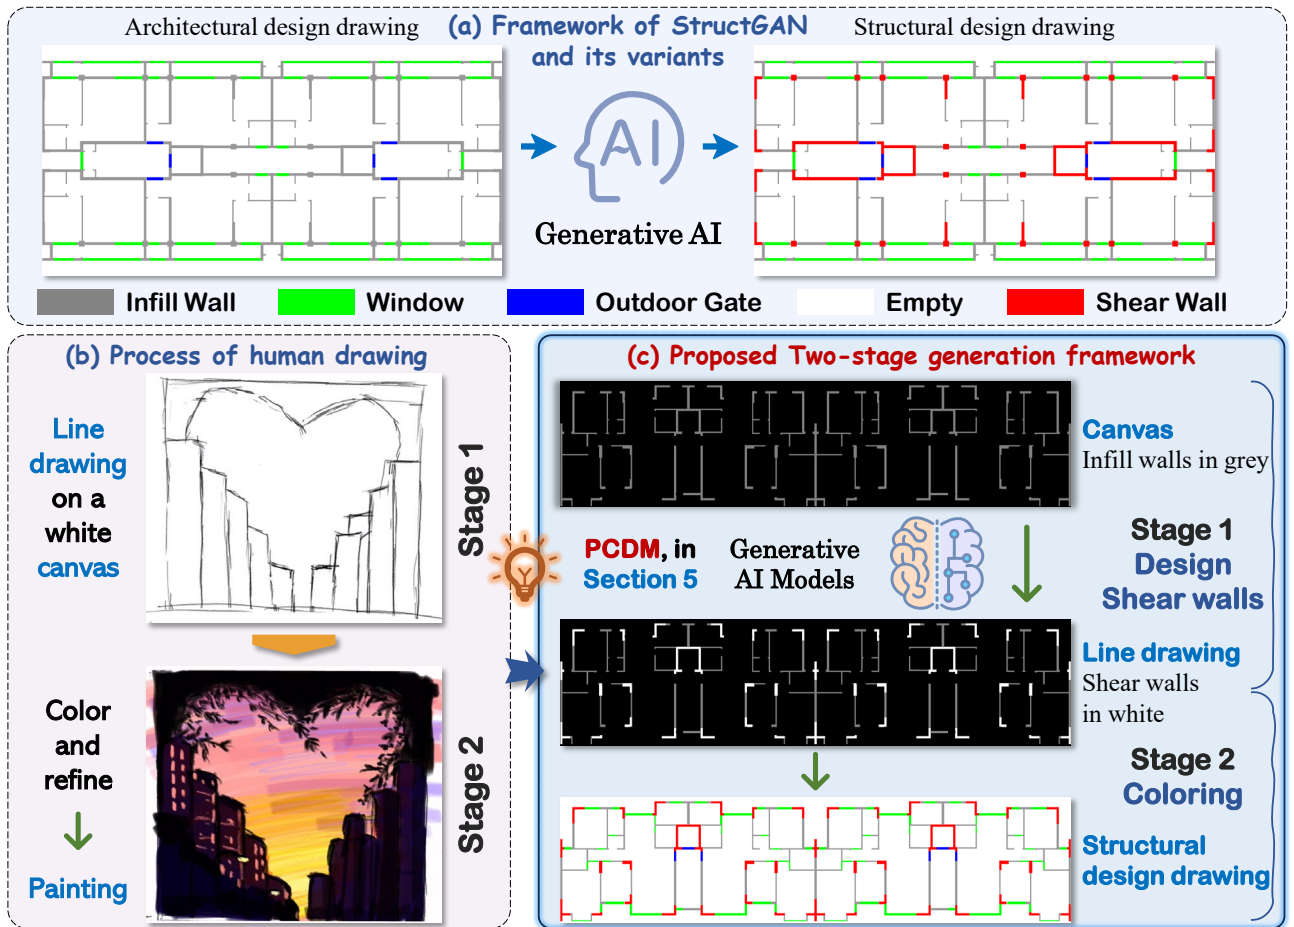 Architectural design drawing
(a) Framework of StructGAN
and its variants
Structural design drawing
AI
Generative AI
Infill Wall
Window
Outdoor Gate
Empty
Shear Wall
(b) Process of human drawing
Line
drawing
on a
white
canvas
Stage 1
Color
and
refine
Painting
Stage 2
(c) Proposed Two-stage generation framework
Canvas
Infill walls in grey
PCDM, in
Section 5
Generative
AI Models
Stage 1
Design
Shear walls
Line drawing
Shear walls
in white
Stage 2
Coloring
Structural
design drawing